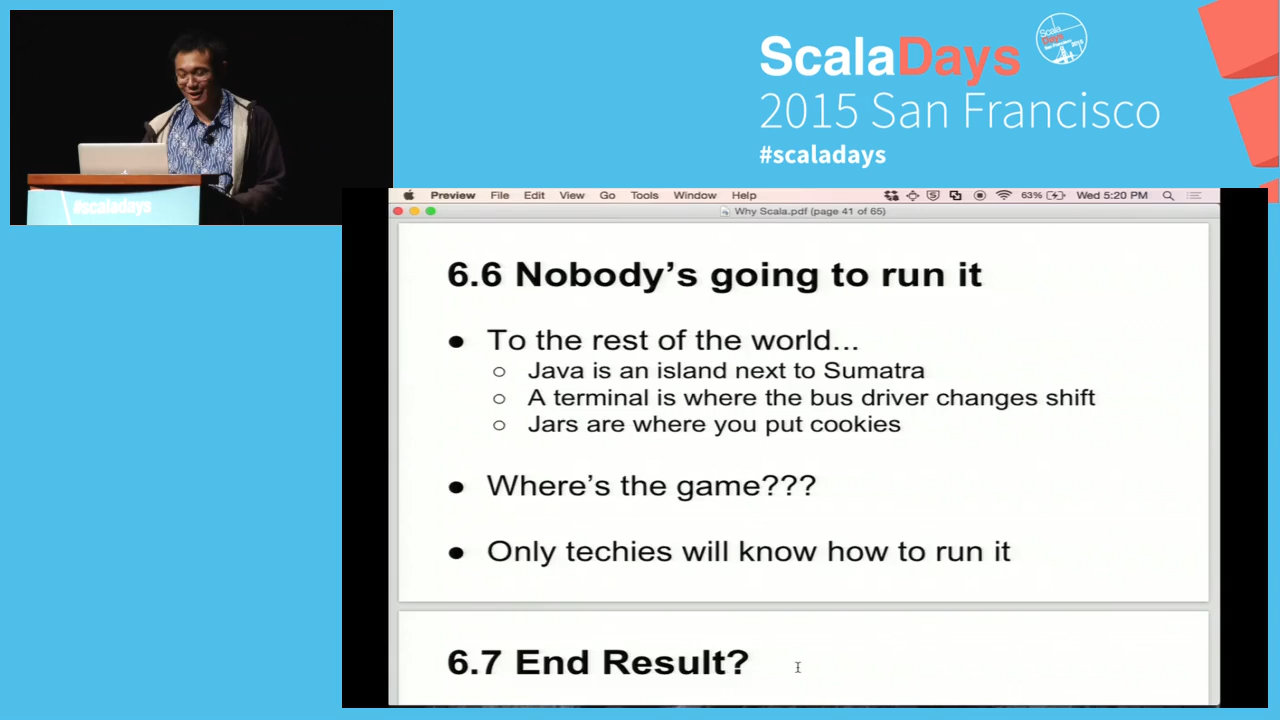 ScalaDays
2015 San Francisco
#scaladays
#scaladays
Preview File Edit View Go Tools Window Help 63% Wed 5:20 PM
Why Scala.pdf (page 41 of 65)
6.6 Nobody's going to run it
● To the rest of the world...
○ Java is an island next to Sumatra
○ A terminal is where the bus driver changes shift
○ Jars are where you put cookies
● Where's the game???
● Only techies will know how to run it
6.7 End Result?